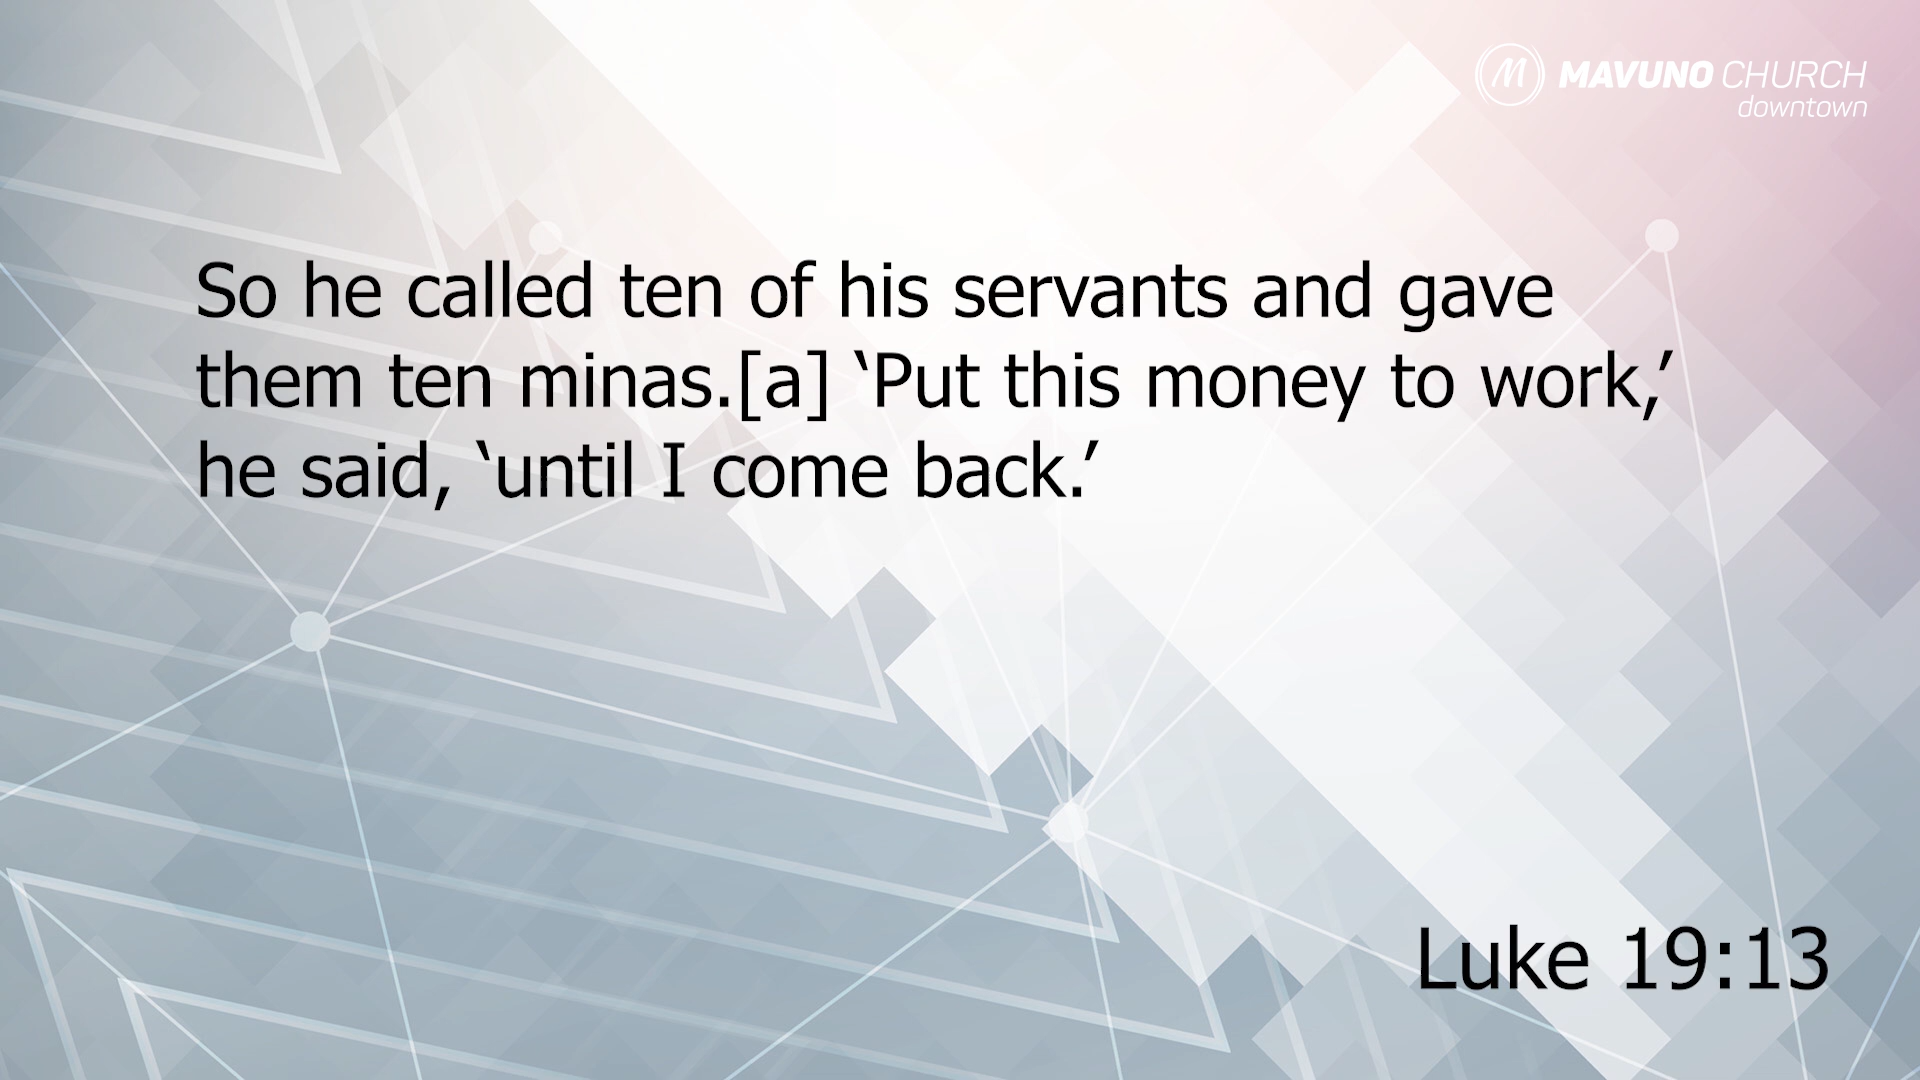 MAVUNO CHURCH
downtown
So he called ten of his servants and gave
them ten minas.[a] ‘Put this money to work,’
he said, ‘until I come back.’
Luke 19:13